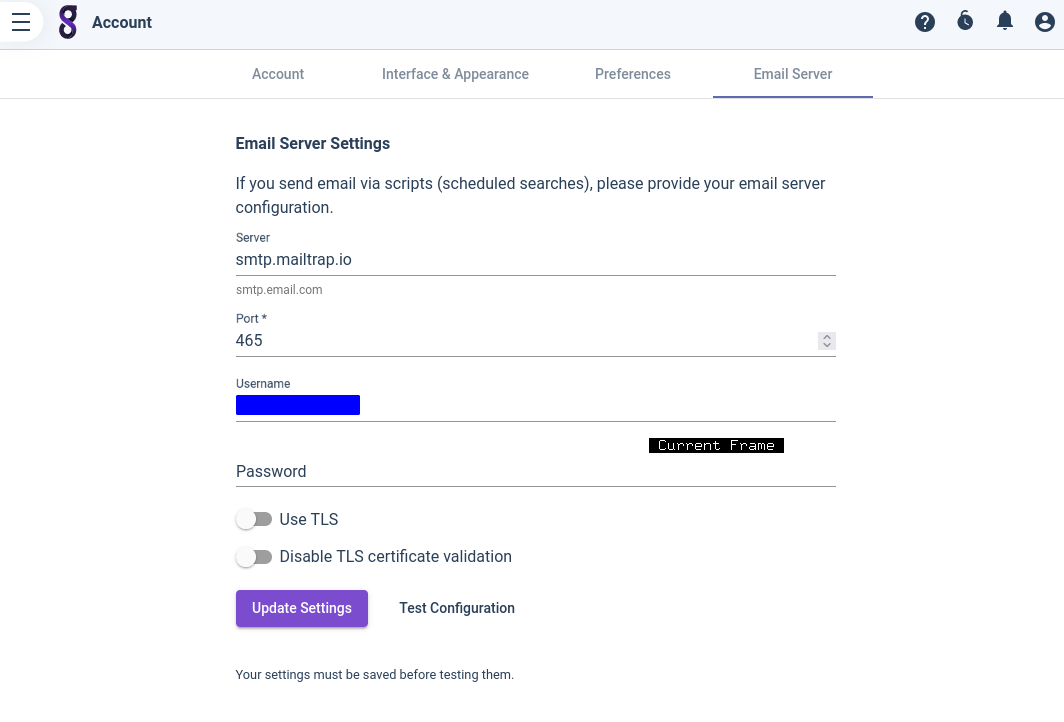 Account
Account
Interface & Appearance
Preferences
Email Server
Email Server Settings
If you send email via scripts (scheduled searches), please provide your email server
configuration.
Server
smtp.mailtrap.io
smtp.email.com
Port *
465
Username
Current Frame
Password
Use TLS
Disable TLS certificate validation
Update Settings
Test Configuration
Your settings must be saved before testing them.